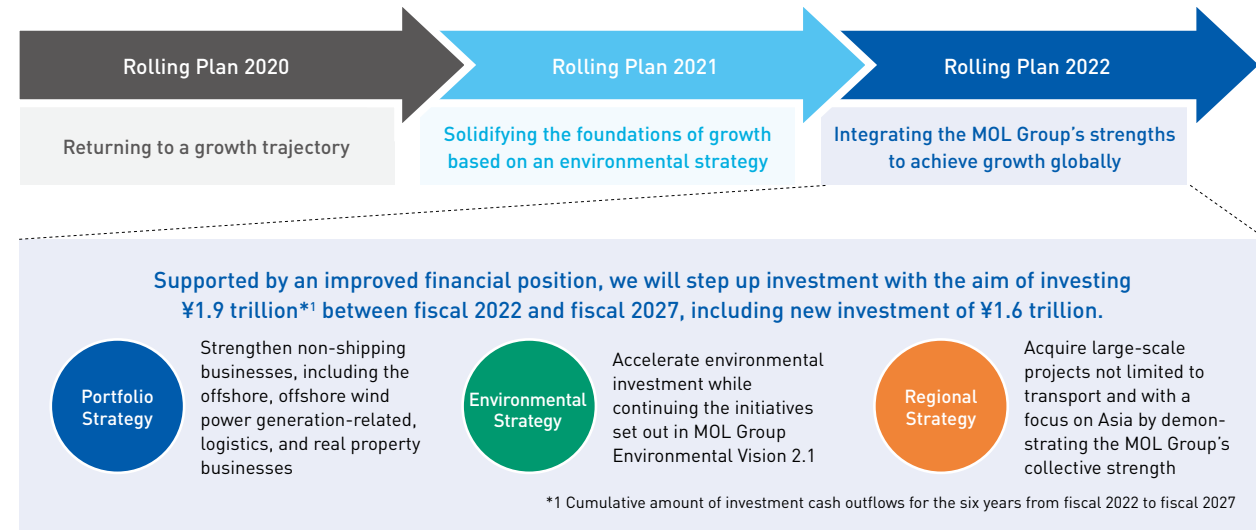 Rolling Plan 2020
Rolling Plan 2021
Rolling Plan 2022
Returning to a growth trajectory
Solidifying the foundations of growth
based on an environmental strategy
Integrating the MOL Group’s strengths
to achieve growth globally
Supported by an improved financial position, we will step up investment with the aim of investing
¥1.9 trillion*1 between fiscal 2022 and fiscal 2027, including new investment of ¥1.6 trillion.
Portfolio
Strategy
Strengthen non-shipping
businesses, including the
offshore, offshore wind
power generation-related,
logistics, and real property
businesses
Environmental
Strategy
Accelerate environmental
investment while
continuing the initiatives
set out in MOL Group
Environmental Vision 2.1
Regional
Strategy
Acquire large-scale
projects not limited to
transport and with a
focus on Asia by demon-
strating the MOL Group’s
collective strength
*1 Cumulative amount of investment cash outflows for the six years from fiscal 2022 to fiscal 2027